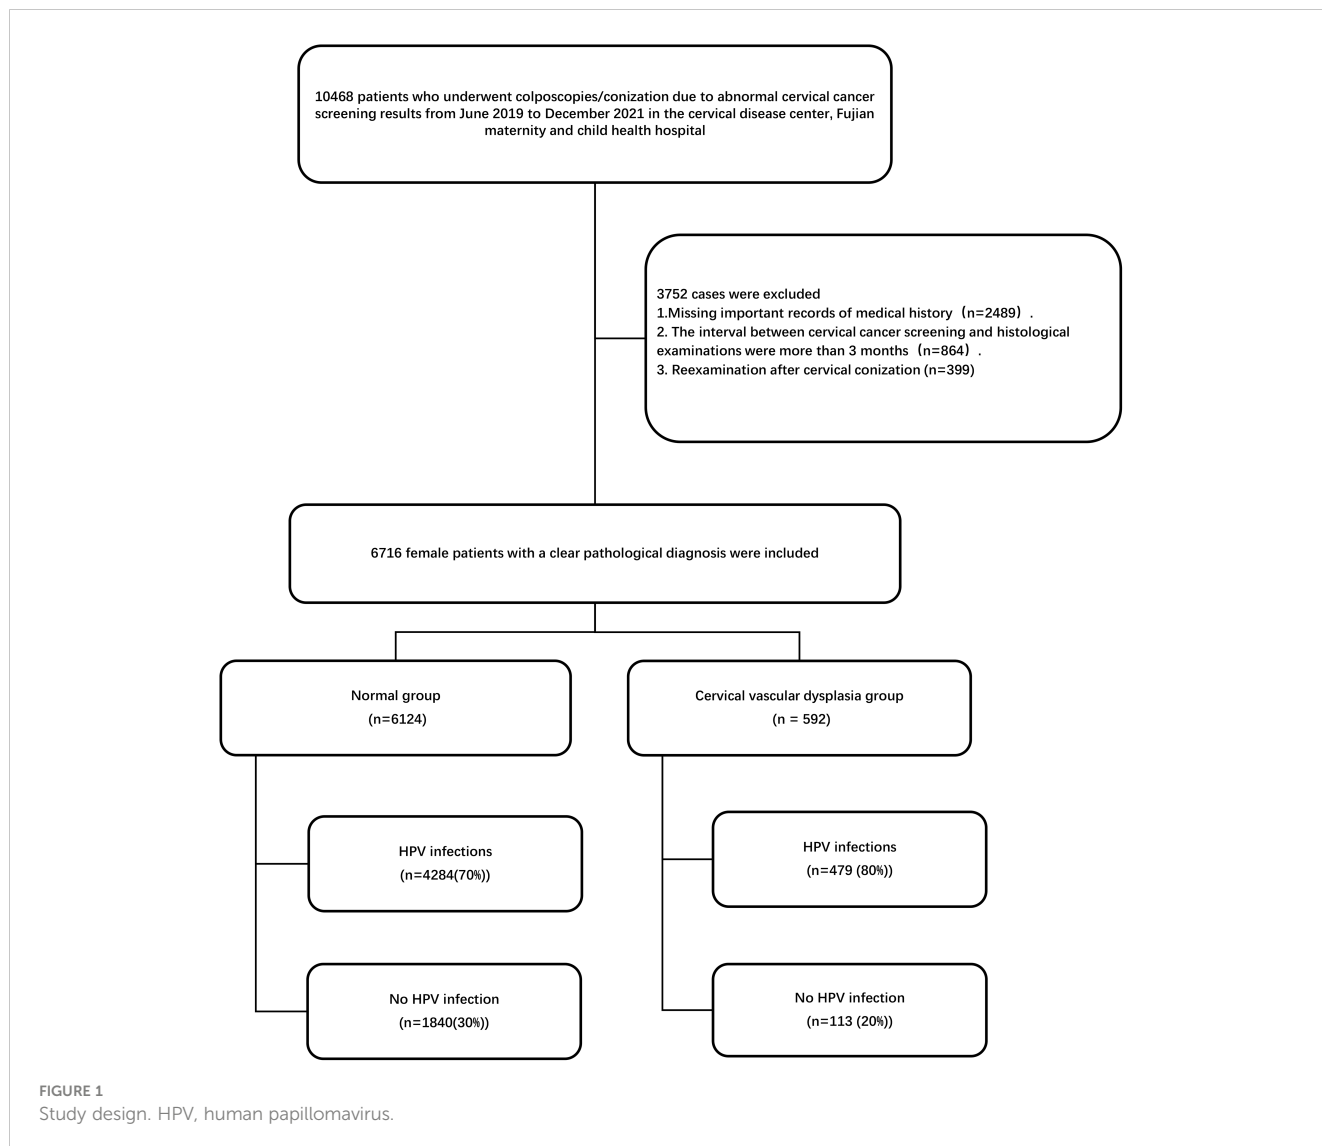 10468 patients who underwent colposcopies/conization due to abnormal cervical cancer
screening results from June 2019 to December 2021 in the cervical disease center, Fujian
maternity and child health hospital
3752 cases were excluded
1.Missing important records of medical history（n=2489）.
2. The interval between cervical cancer screening and histological
examinations were more than 3 months（n=864）.
3. Reexamination after cervical conization (n=399)
6716 female patients with a clear pathological diagnosis were included
Normal group
(n=6124)
Cervical vascular dysplasia group
(n = 592)
HPV infections
(n=4284(70%))
HPV infections
(n=479 (80%))
No HPV infection
(n=1840(30%))
No HPV infection
(n=113 (20%))
FIGURE 1
Study design. HPV, human papillomavirus.